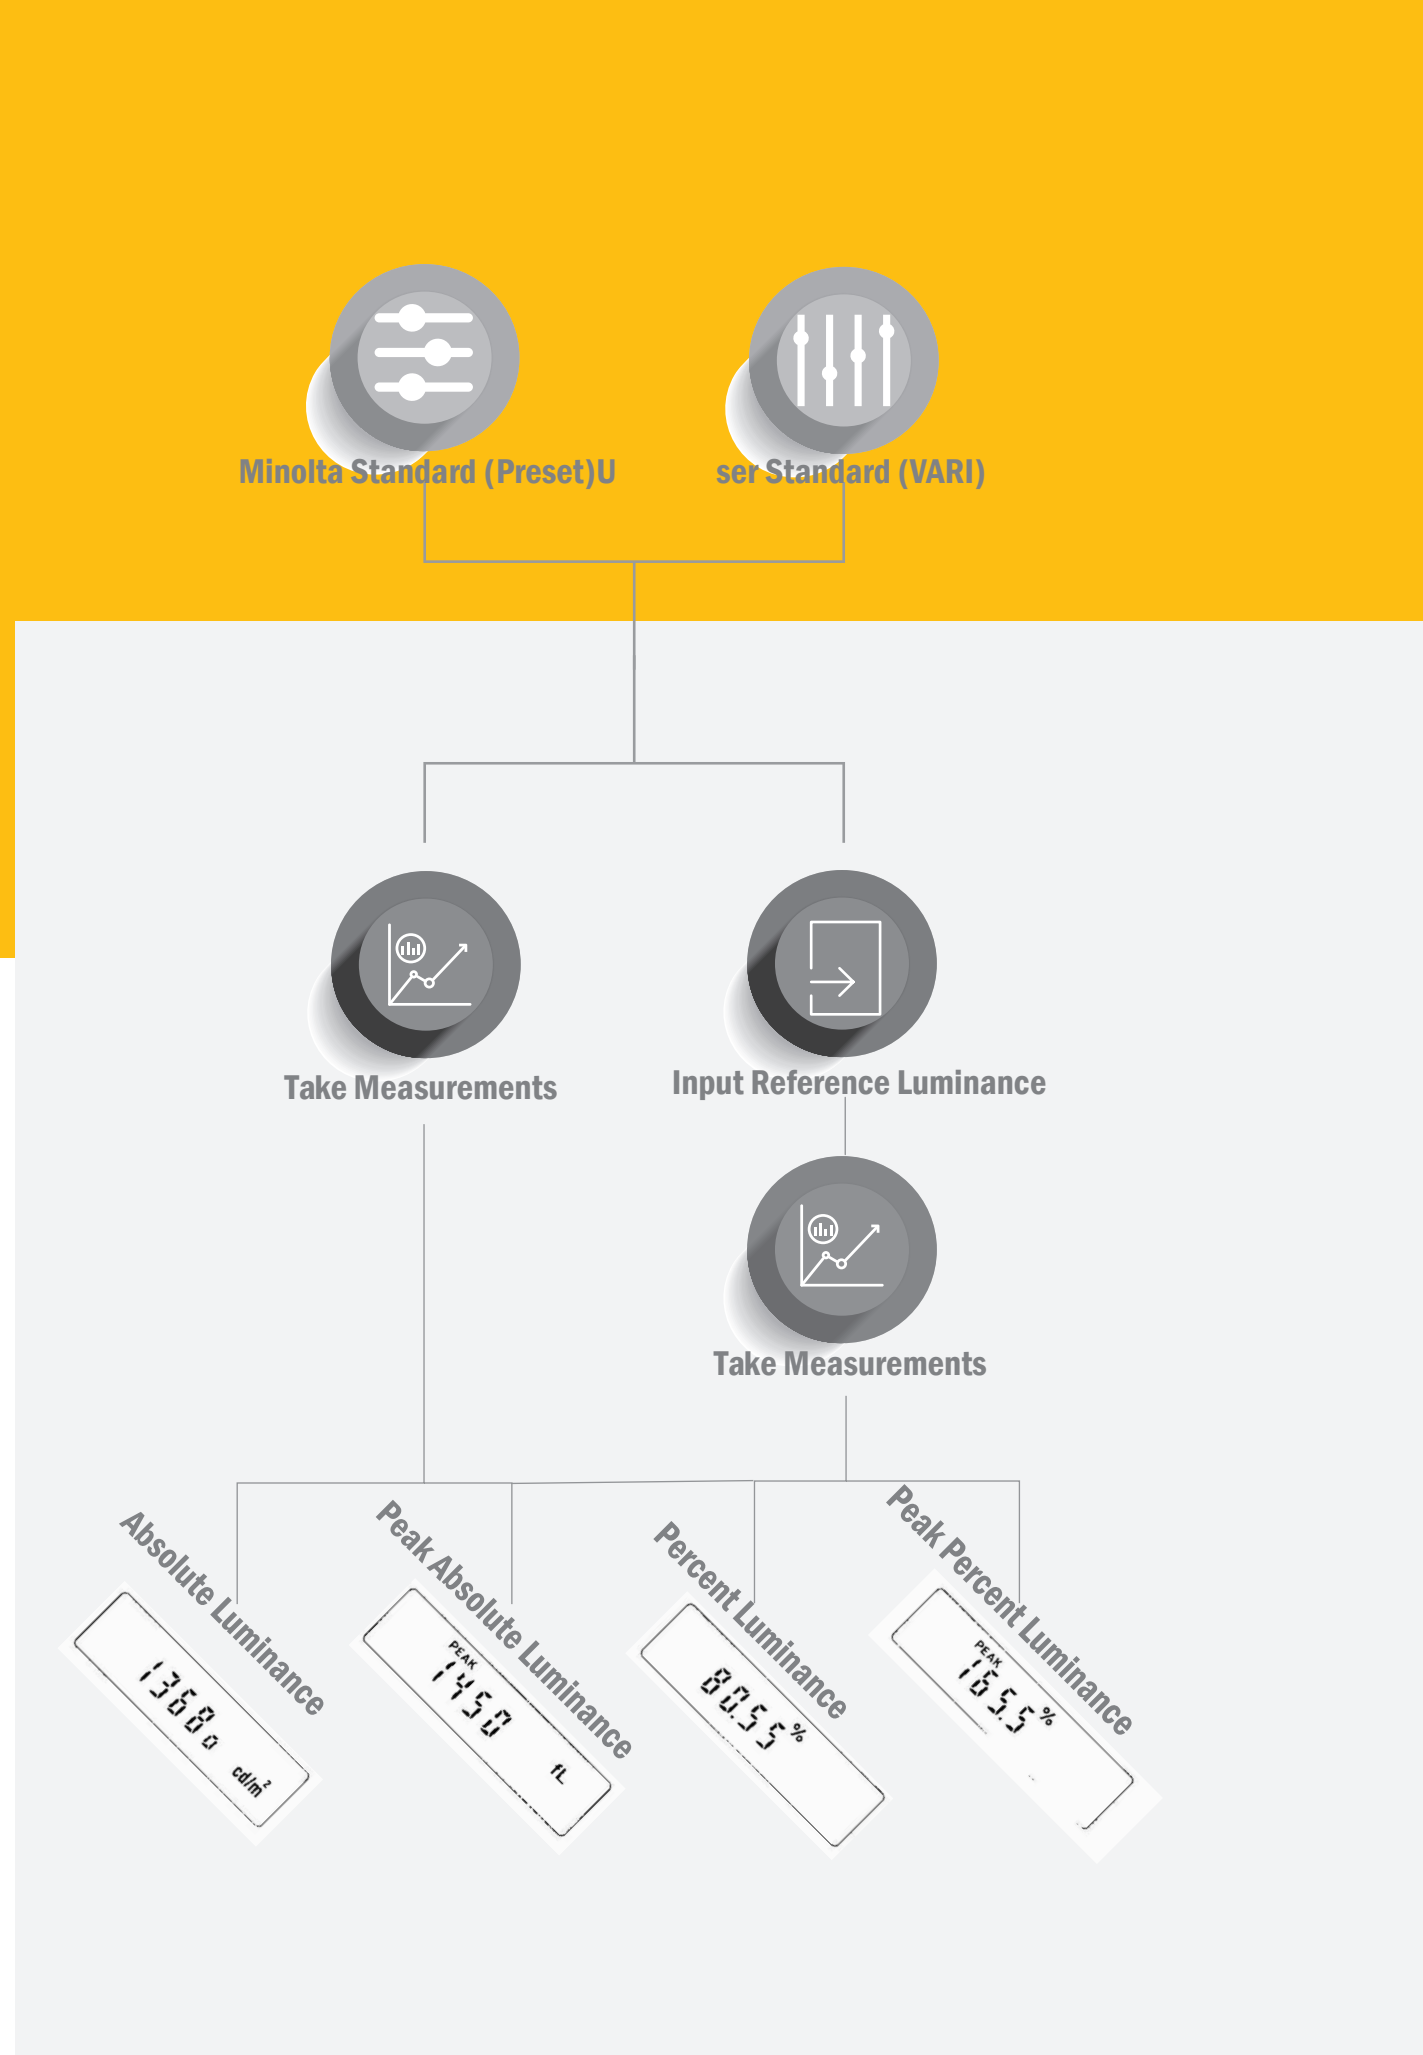 Minolta Standard (Preset)U
ser Standard (VARI)
Take Measurements
Input Reference Luminance
Take Measurements
Absolute Luminance
Peak Absolute Luminance
Percent Luminance
Peak Percent Luminance
13680
cd/m²
PEAK
1450
fL
80.55%
PEAK
165.5%